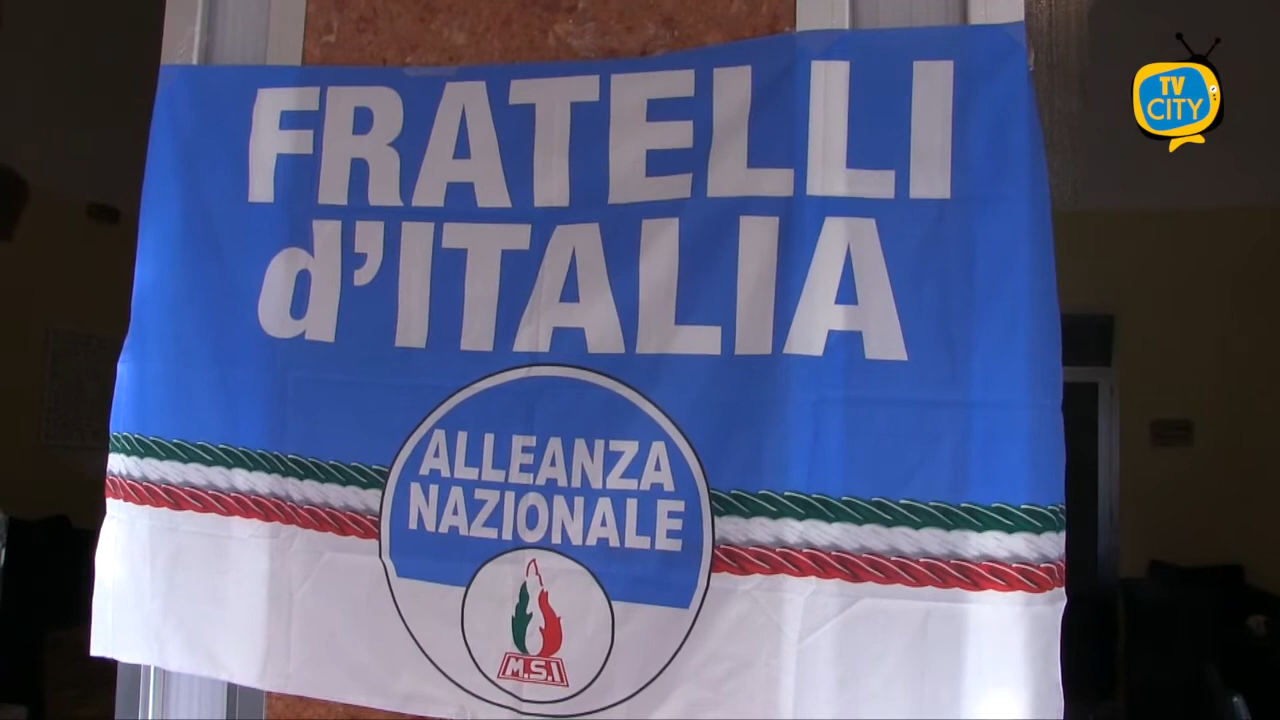 FRATELLI
d'ITALIA
ALLEANZA
NAZIONALE
M.S.I
TV
CITY